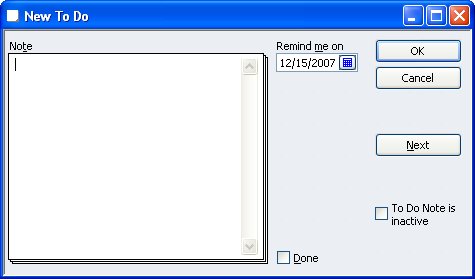 New To Do
Note
Remind me on
12/15/2007
OK
Cancel
Next
To Do Note is
inactive
Done